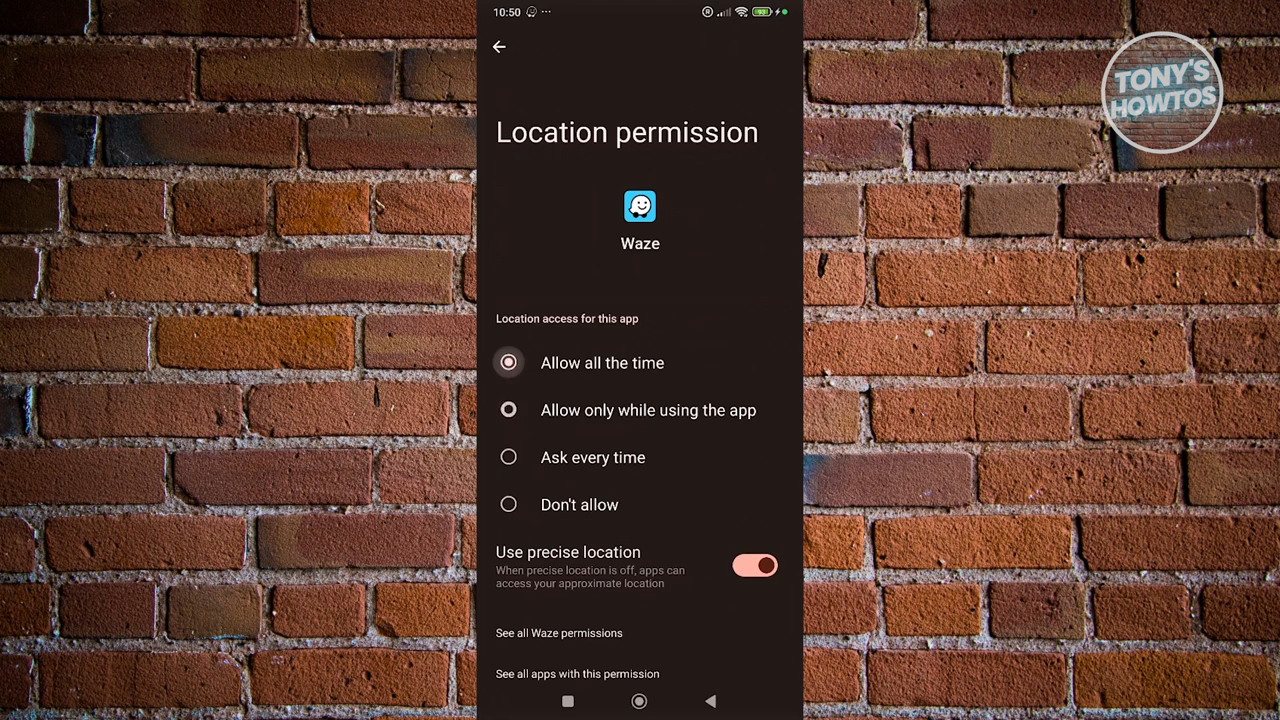 10:50
93
TONY'S
HOWTOS
Location permission
Waze
Location access for this app
Allow all the time
Allow only while using the app
Ask every time
Don't allow
Use precise location
When precise location is off, apps can
access your approximate location
See all Waze permissions
See all apps with this permission